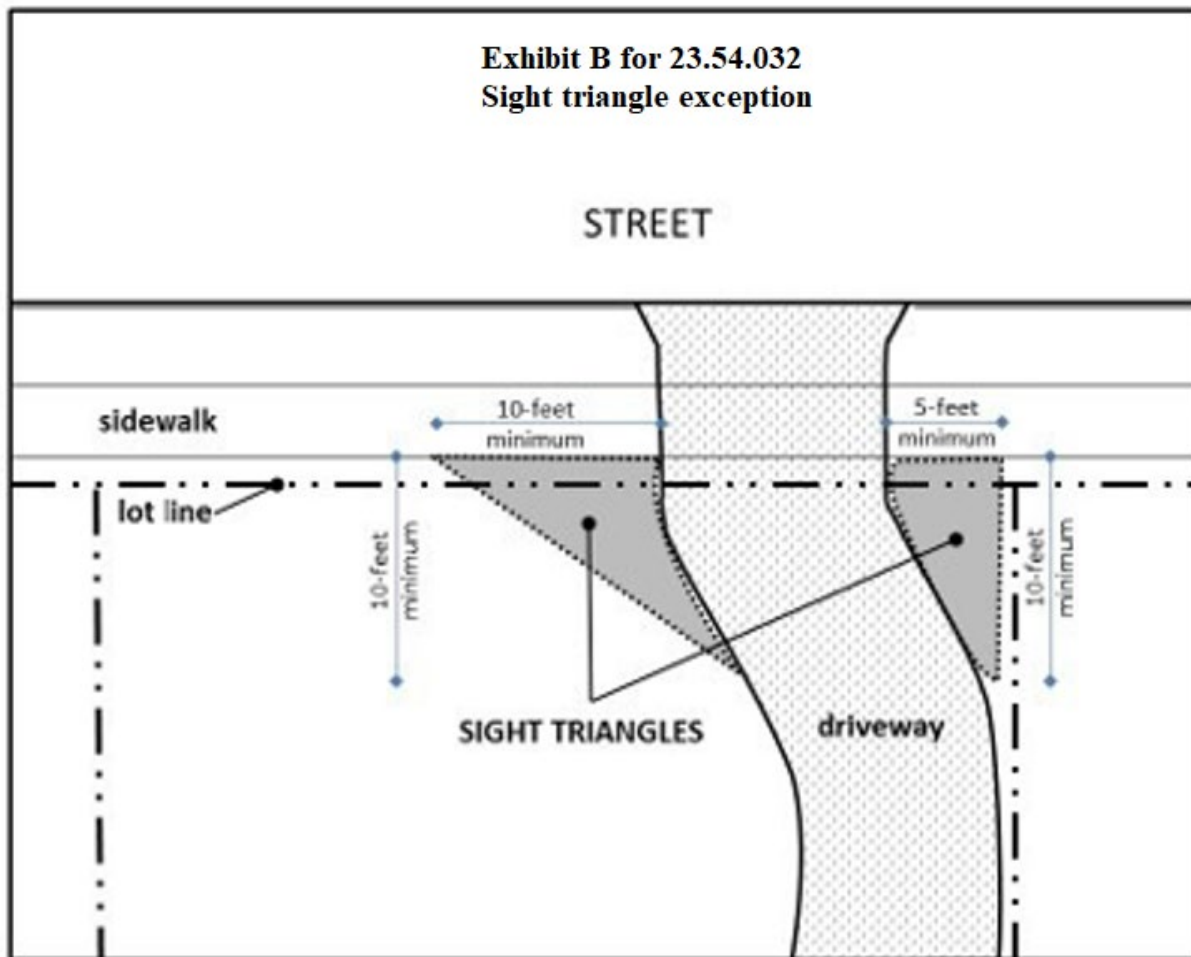 Exhibit B for 23.54.032
Sight triangle exception
STREET
sidewalk
10-feet
minimum
5-feet
minimum
lot line
10-feet
minimum
10-feet
minimum
SIGHT TRIANGLES
driveway